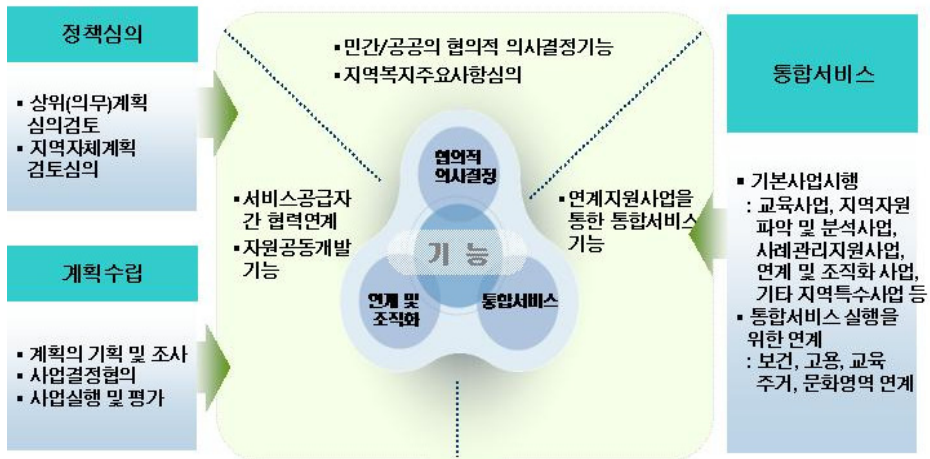 정책심의
▪ 상위(의무)계획
심의검토
▪ 지역자체계획
검토심의
계획수립
▪ 계획의 기획 및 조사
▪ 사업결정협의
▪ 사업실행 및 평가
▪ 민간/공공의 협의적 의사결정기능
▪ 지역복지주요사항심의
▪ 서비스공급자
간 협력연계
▪ 자원공동개발
기능
협의적
의사결정
기 능
연계 및
조직화
통합서비스
▪ 연계지원사업을
통한 통합서비스
기능
통합서비스
▪ 기본사업시행
: 교육사업, 지역자원
파악 및 분석사업,
사례관리지원사업,
연계 및 조직화 사업,
기타 지역특수사업 등
▪ 통합서비스 실행을
위한 연계
: 보건, 고용, 교육
주거, 문화영역 연계